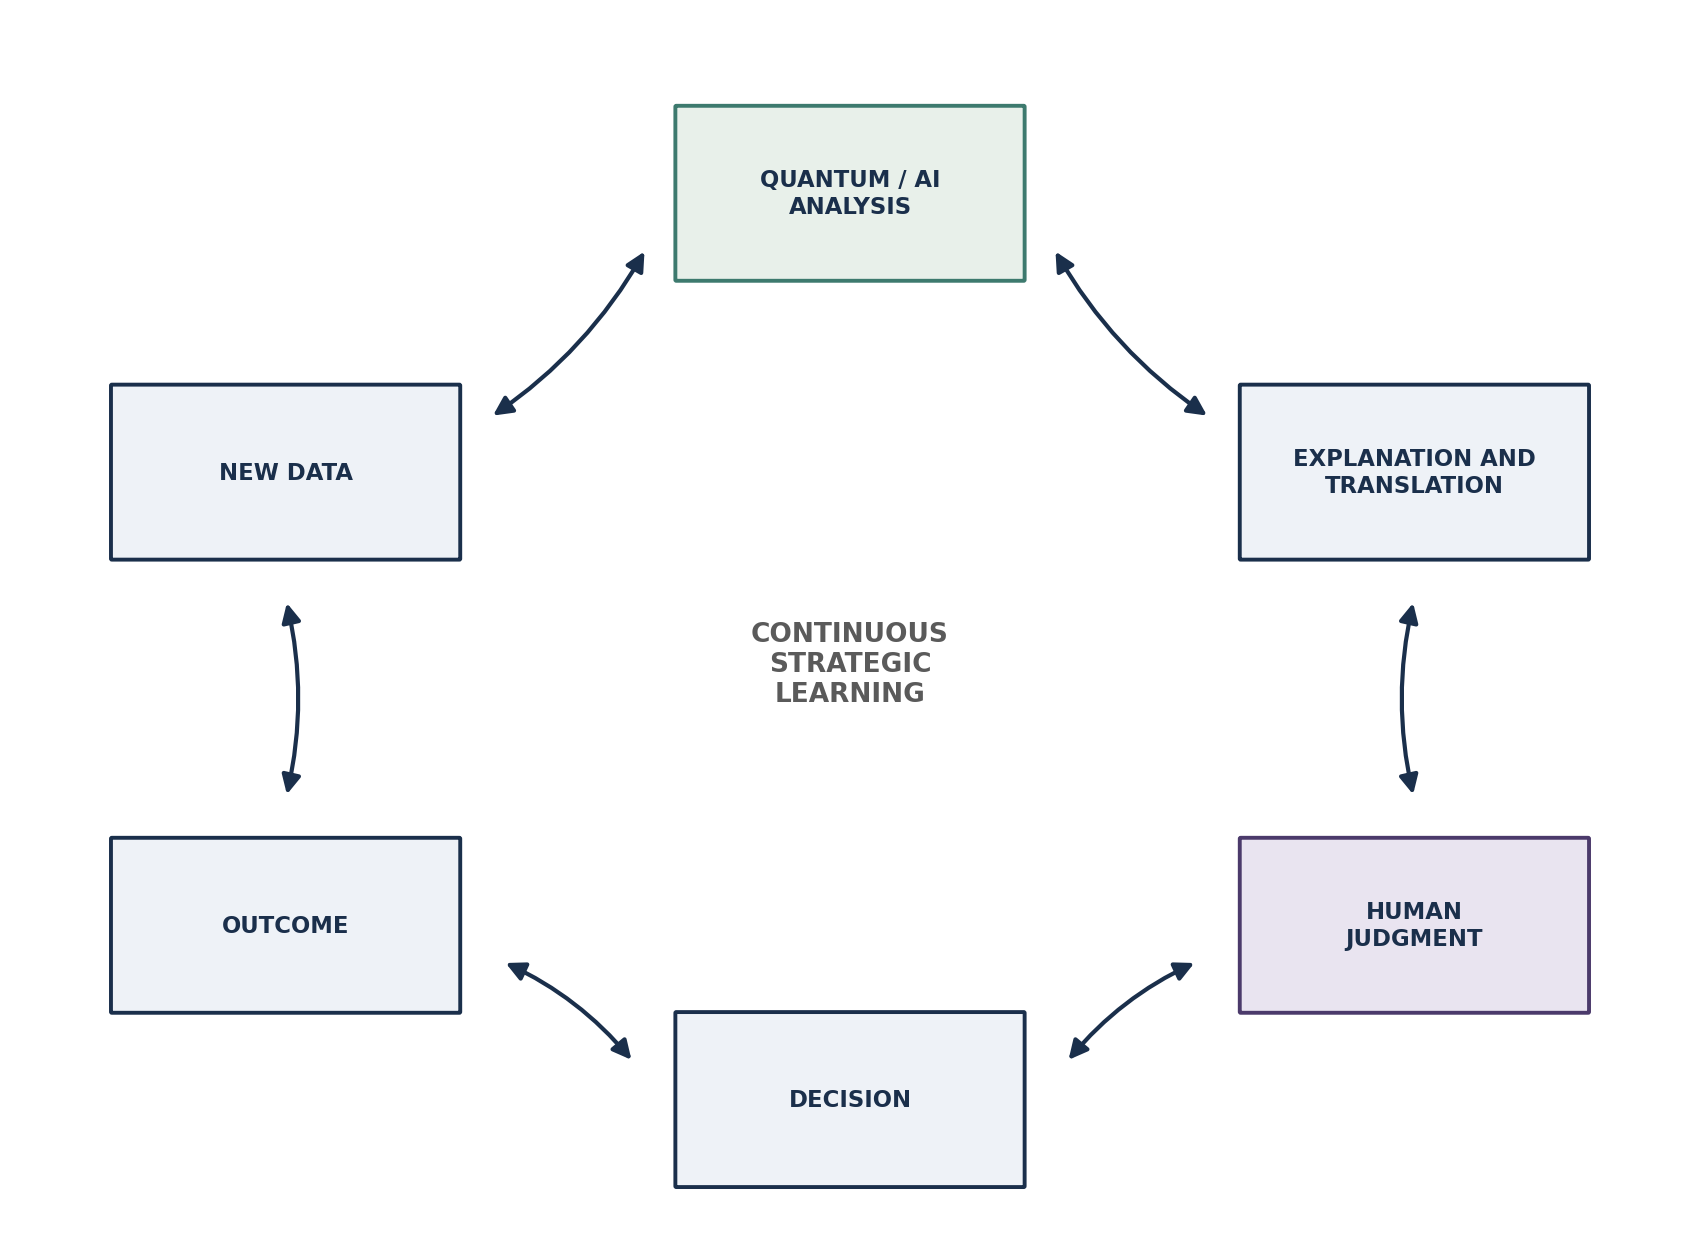 QUANTUM / AI
ANALYSIS
NEW DATA
EXPLANATION AND
TRANSLATION
CONTINUOUS
STRATEGIC
LEARNING
OUTCOME
HUMAN
JUDGMENT
DECISION